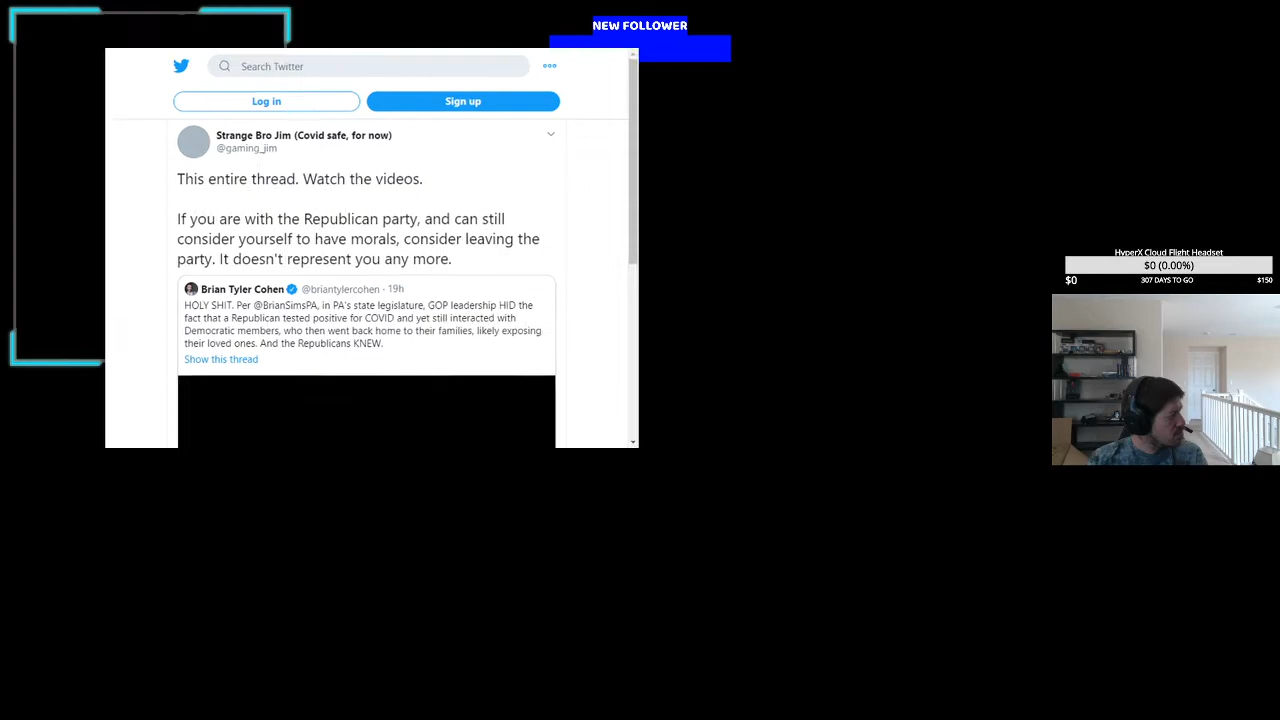 NEW FOLLOWER
Search Twitter
Log in
Sign up
Strange Bro Jim (Covid safe, for now)
@gaming_jim
This entire thread. Watch the videos.
If you are with the Republican party, and can still
consider yourself to have morals, consider leaving the
party. It doesn't represent you any more.
Brian Tyler Cohen @briantylercohen · 19h
HOLY SHIT. Per @BrianSimsPA, in PA's state legislature, GOP leadership HID the
fact that a Republican tested positive for COVID and yet still interacted with
Democratic members, who then went back home to their families, likely exposing
their loved ones. And the Republicans KNEW.
Show this thread
HyperX Cloud Flight Headset
$0 (0.00%)
$0 307 DAYS TO GO $150